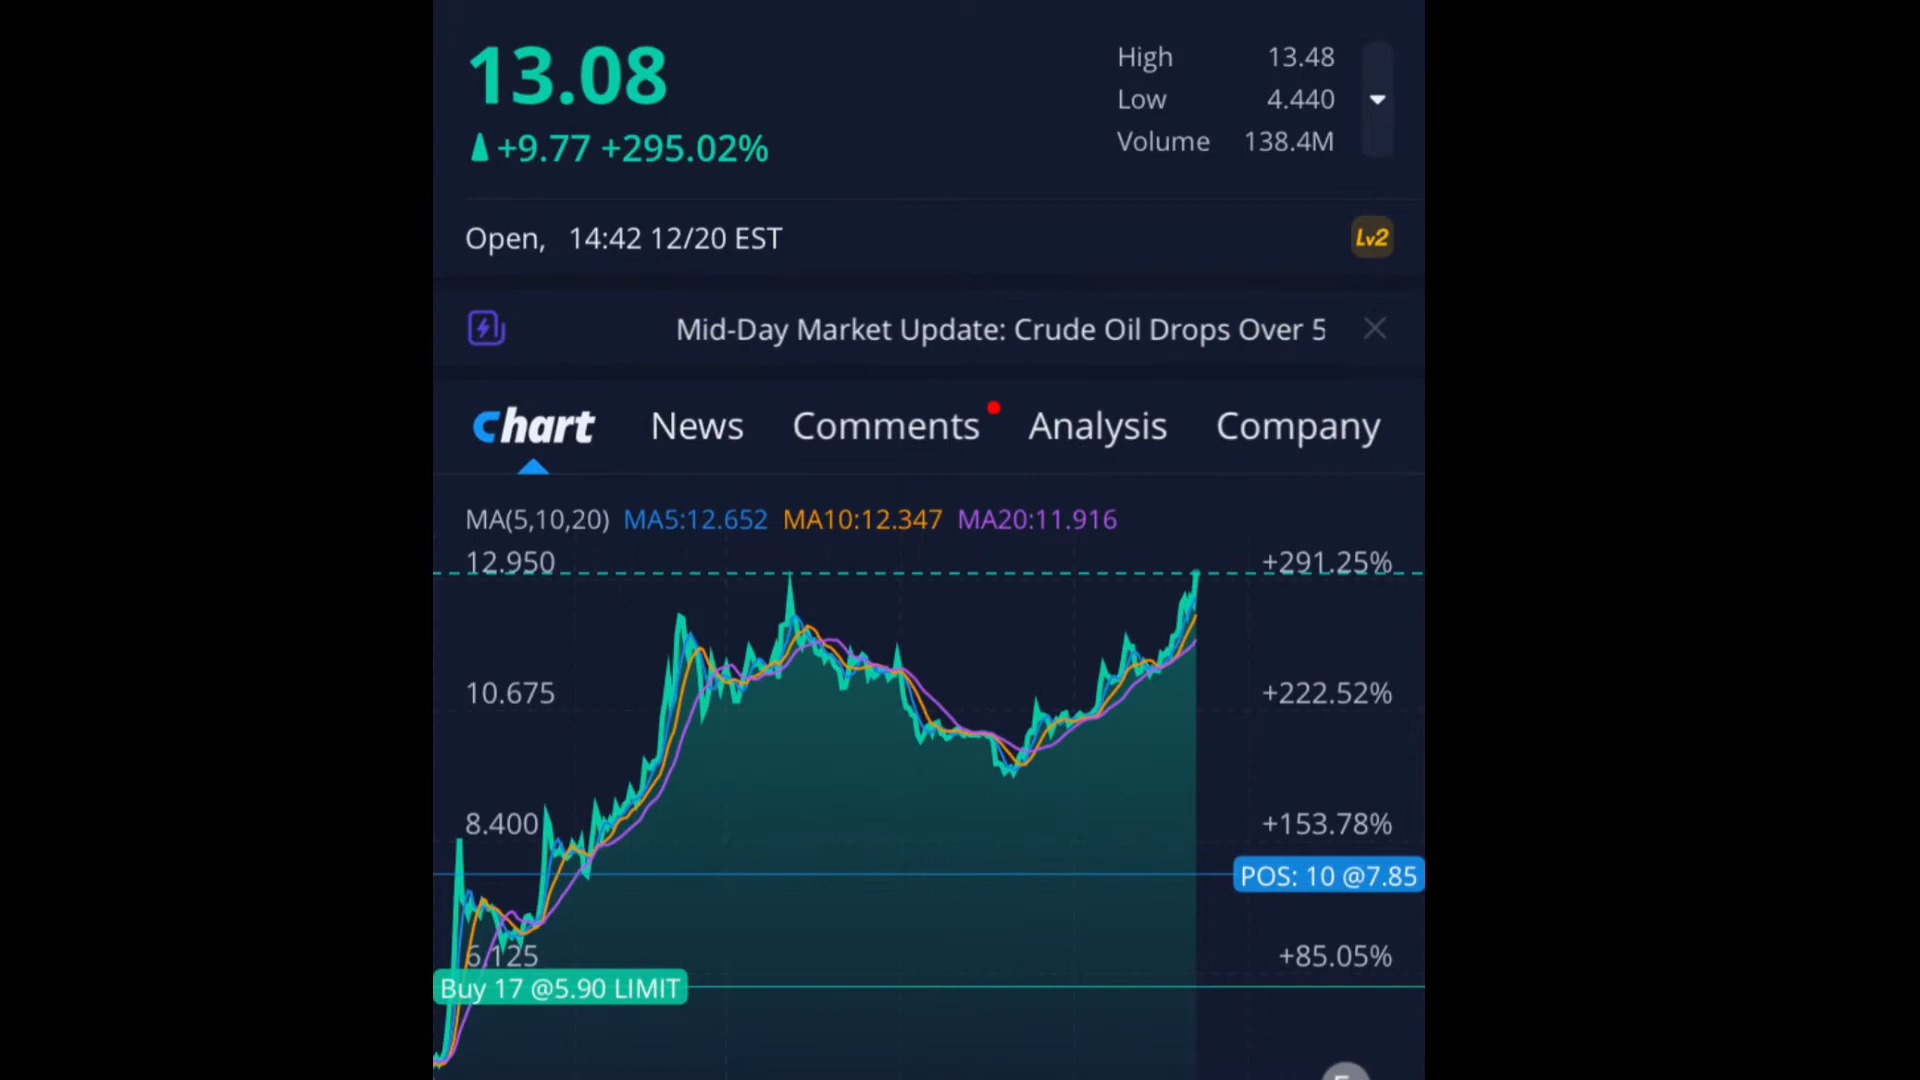 13.08
+9.77 +295.02%
High 13.48
Low 4.440
Volume 138.4M
Open, 14:42 12/20 EST
Lv2
Mid-Day Market Update: Crude Oil Drops Over 5
Chart News Comments Analysis Company
MA(5,10,20) MA5:12.652 MA10:12.347 MA20:11.916
12.950 +291.25%
10.675 +222.52%
8.400 +153.78%
POS: 10 @7.85
6.125 +85.05%
Buy 17 @5.90 LIMIT